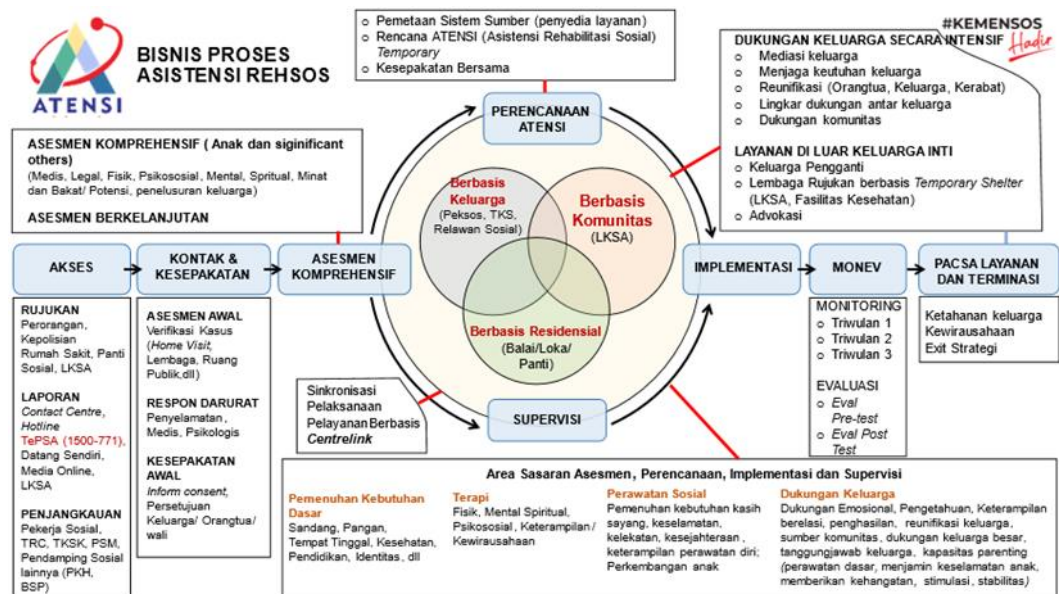 ATENSI
BISNIS PROSES
ASISTENSI REHSOS
o Pemetaan Sistem Sumber (penyedia layanan)
o Rencana ATENSI (Asistensi Rehabilitasi Sosial)
Temporary
o Kesepakatan Bersama
#KEMENSOS
Hadir
DUKUNGAN KELUARGA SECARA INTENSIF
o Mediasi keluarga
o Menjaga keutuhan keluarga
o Reunifikasi (Orangtua, Keluarga, Kerabat)
o Lingkar dukungan antar keluarga
o Dukungan komunitas
LAYANAN DI LUAR KELUARGA INTI
o Keluarga Pengganti
o Lembaga Rujukan berbasis Temporary Shelter
(LKSA, Fasilitas Kesehatan)
o Advokasi
ASESMEN KOMPREHENSIF ( Anak dan siginificant
others)
(Medis, Legal, Fisik, Psikososial, Mental, Spritual, Minat
dan Bakat/ Potensi, penelusuran keluarga)
ASESMEN BERKELANJUTAN
PERENCANAAN
ATENSI
Berbasis
Keluarga
(Peksos, TKS,
Relawan Sosial)
Berbasis
Komunitas
(LKSA)
Berbasis Residensial
(Balai/Loka/
Panti)
AKSES
KONTAK &
KESEPAKATAN
ASESMEN
KOMPREHENSIF
IMPLEMENTASI
MONEV
PACSA LAYANAN
DAN TERMINASI
SUPERVISI
RUJUKAN
Perorangan,
Kepolisian
Rumah Sakit, Panti
Sosial, LKSA
LAPORAN
Contact Centre,
Hotline
TePSA (1500-771),
Datang Sendiri,
Media Online,
LKSA
PENJANGKAUAN
Pekerja Sosial,
TRC, TKSK, PSM,
Pendamping Sosial
lainnya (PKH,
BSP)
ASESMEN AWAL
Verifikasi Kasus
(Home Visit,
Lembaga, Ruang
Publik,dll)
RESPON DARURAT
Penyelamatan,
Medis, Psikologis
KESEPAKATAN
AWAL
Inform consent,
Persetujuan
Keluarga/ Orangtua/
wali
Sinkronisasi
Pelaksanaan
Pelayanan Berbasis
Centrelink
MONITORING
o Triwulan 1
o Triwulan 2
o Triwulan 3
EVALUASI
o Eval
Pre-test
o Eval Post
Test
Ketahanan keluarga
Kewirausahaan
Exit Strategi
Area Sasaran Asesmen, Perencanaan, Implementasi dan Supervisi
Pemenuhan Kebutuhan
Dasar
Sandang, Pangan,
Tempat Tinggal, Kesehatan,
Pendidikan, Identitas, dll
Terapi
Fisik, Mental Spiritual,
Psikososial, Keterampilan /
Kewirausahaan
Perawatan Sosial
Pemenuhan kebutuhan kasih
sayang, keselamatan,
kelekatan, kesejahteraan ,
keterampilan perawatan diri;
Perkembangan anak
Dukungan Keluarga
Dukungan Emosional, Pengetahuan, Keterampilan
berelasi, penghasilan, reunifikasi keluarga,
sumber komunitas, dukungan keluarga besar,
tanggungjawab keluarga, kapasitas parenting
(perawatan dasar, menjamin keselamatan anak,
memberikan kehangatan, stimulasi, stabilitas)